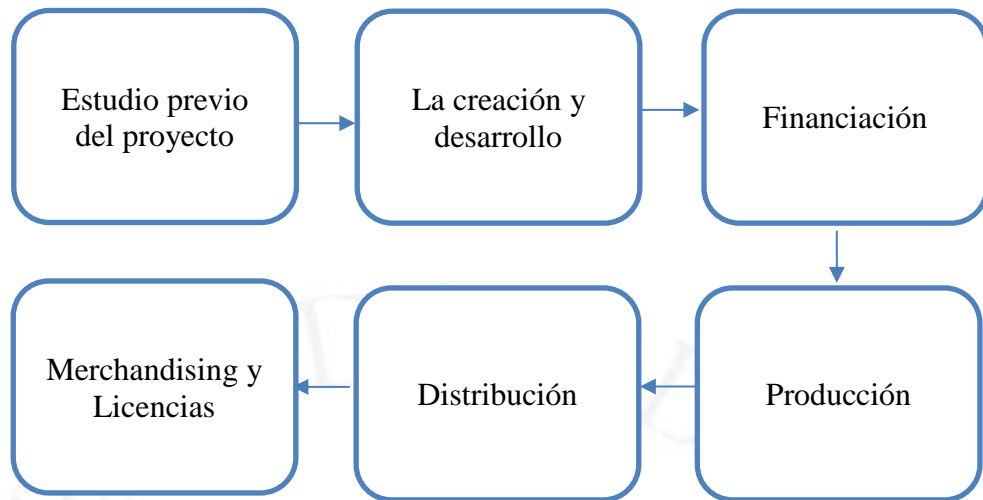 Estudio previo
del proyecto
La creación y
desarrollo
Financiación
Merchandising y
Licencias
Distribución
Producción